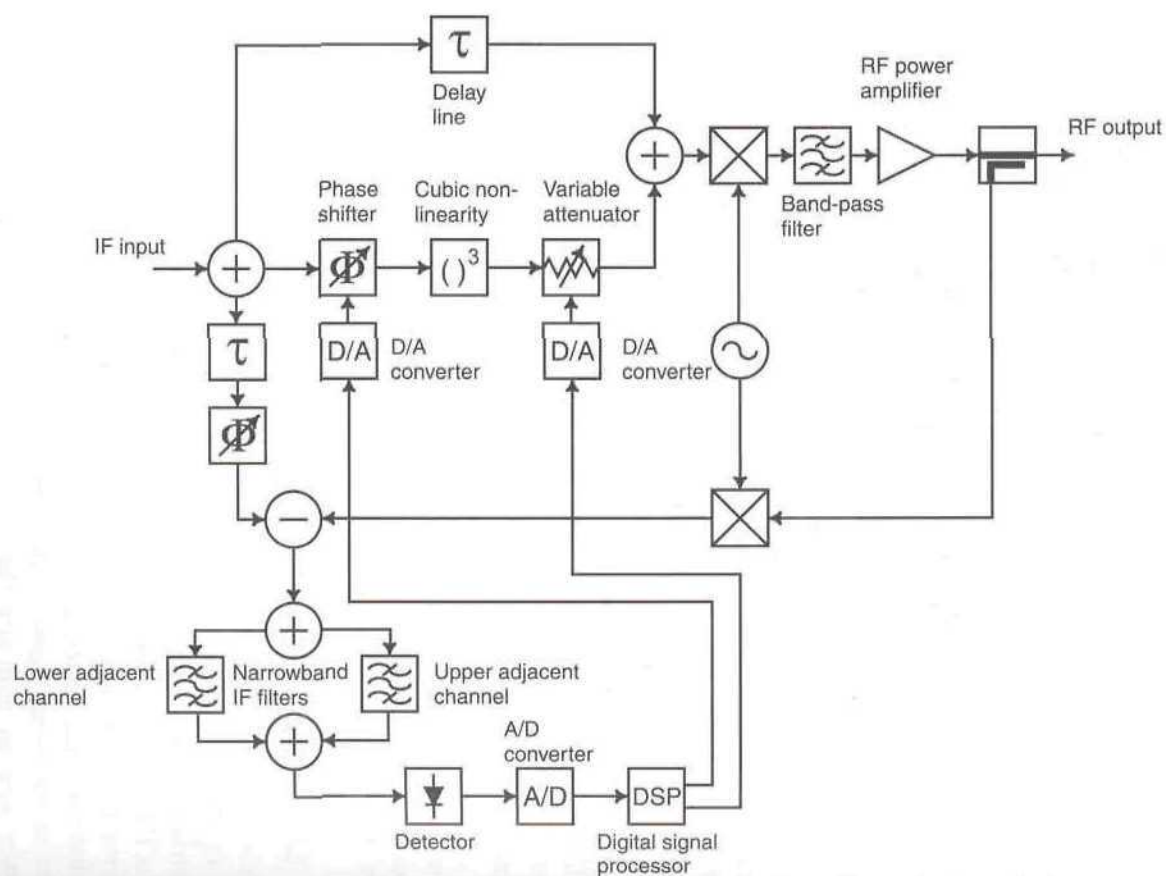 τ
Delay
line
RF power
amplifier
RF output
Phase
shifter
Cubic non-
linearity
Variable
attenuator
Band-pass
filter
IF input
Φ
( )³
D/A
D/A
converter
D/A
D/A
converter
τ
Φ
Lower adjacent
channel
Narrowband
IF filters
Upper adjacent
channel
A/D
converter
A/D
DSP
Detector
Digital signal
processor